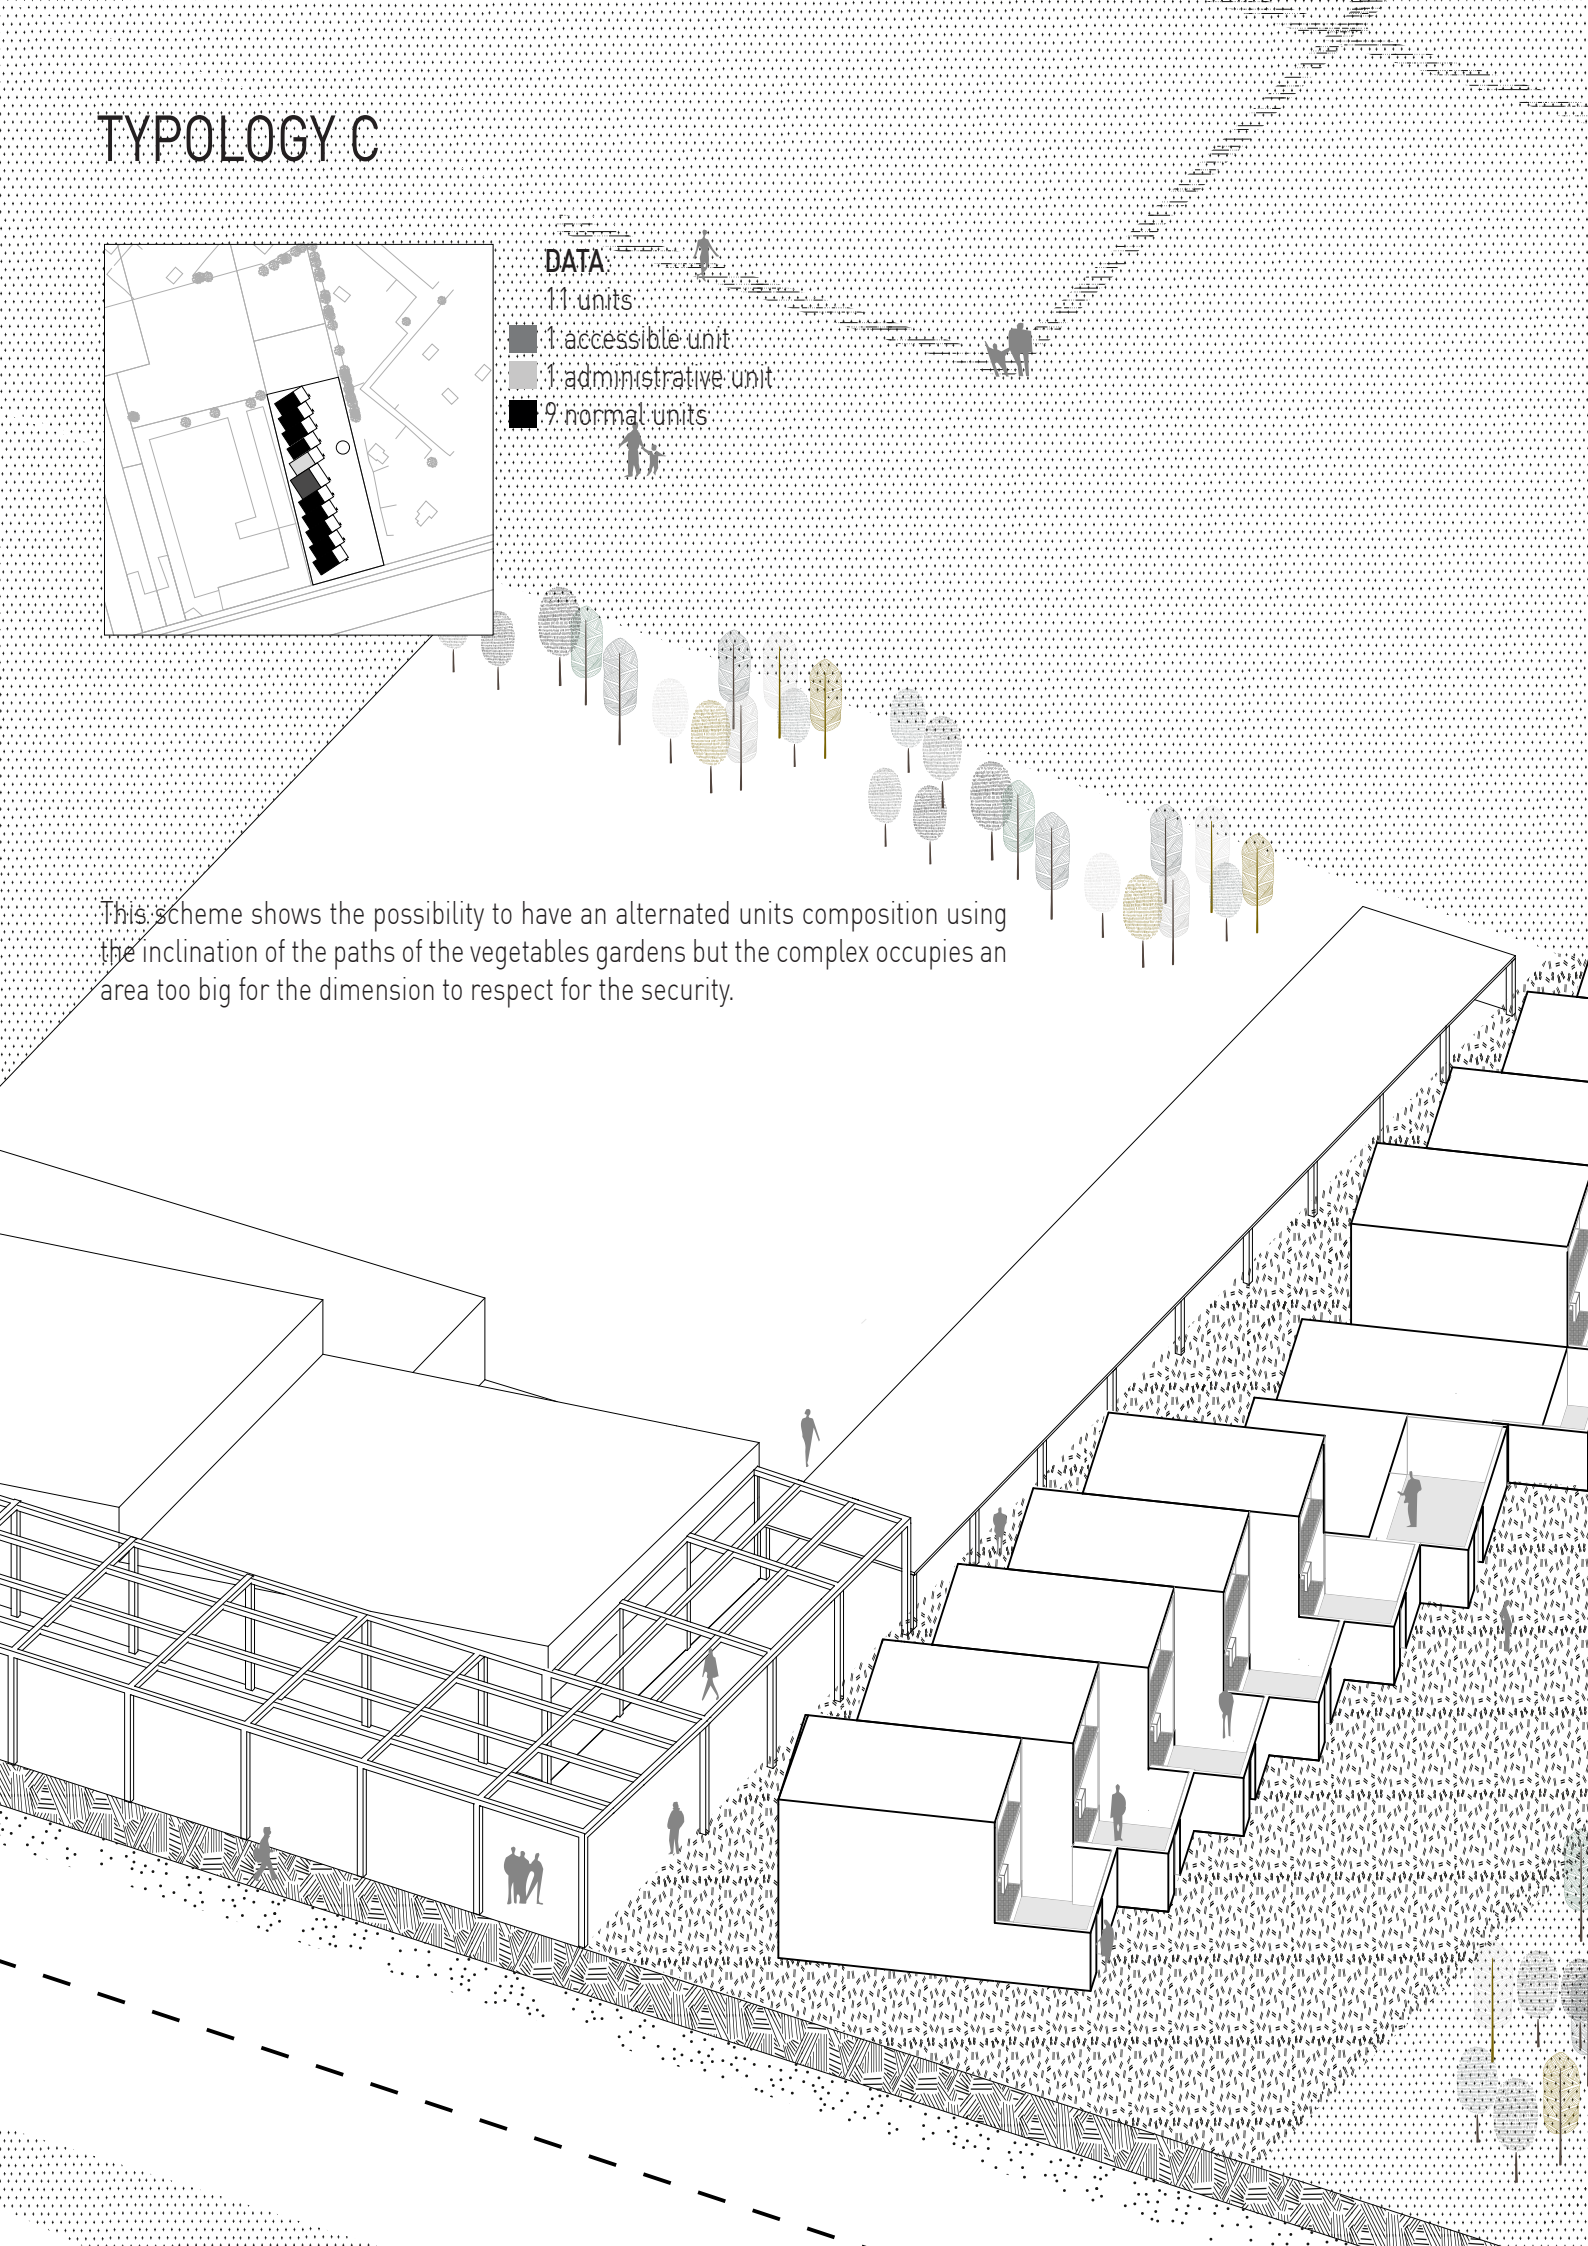 TYPOLOGY C
DATA:
11 units
1 accessible unit
1 administrative unit
9 normal units
This scheme shows the possibility to have an alternated units composition using
the inclination of the paths of the vegetables gardens but the complex occupies an
area too big for the dimension to respect for the security.